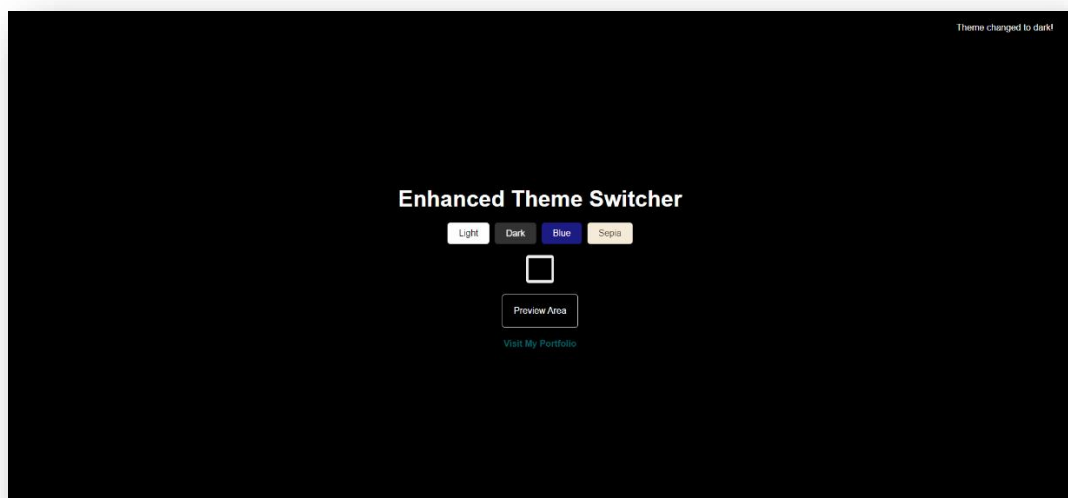 Theme changed to dark!
Enhanced Theme Switcher
Light Dark Blue Sepia
Preview Area
Visit My Portfolio